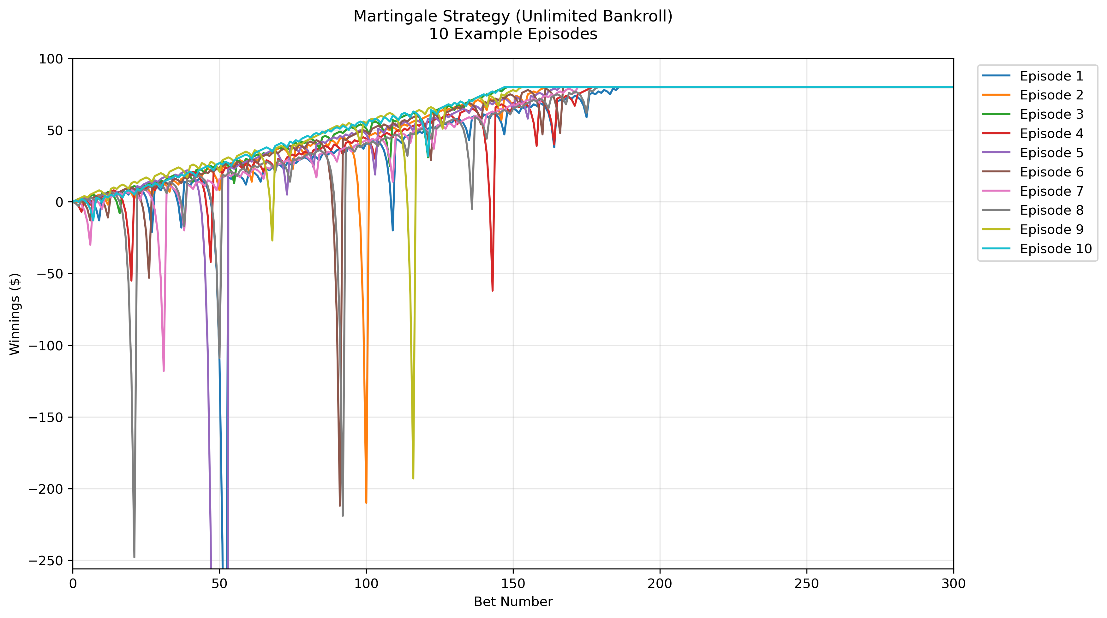 Martingale Strategy (Unlimited Bankroll)
10 Example Episodes
100
50
0
−50
−100
−150
−200
−250
Winnings ($)
0
50
100
150
200
250
300
Bet Number
Episode 1
Episode 2
Episode 3
Episode 4
Episode 5
Episode 6
Episode 7
Episode 8
Episode 9
Episode 10